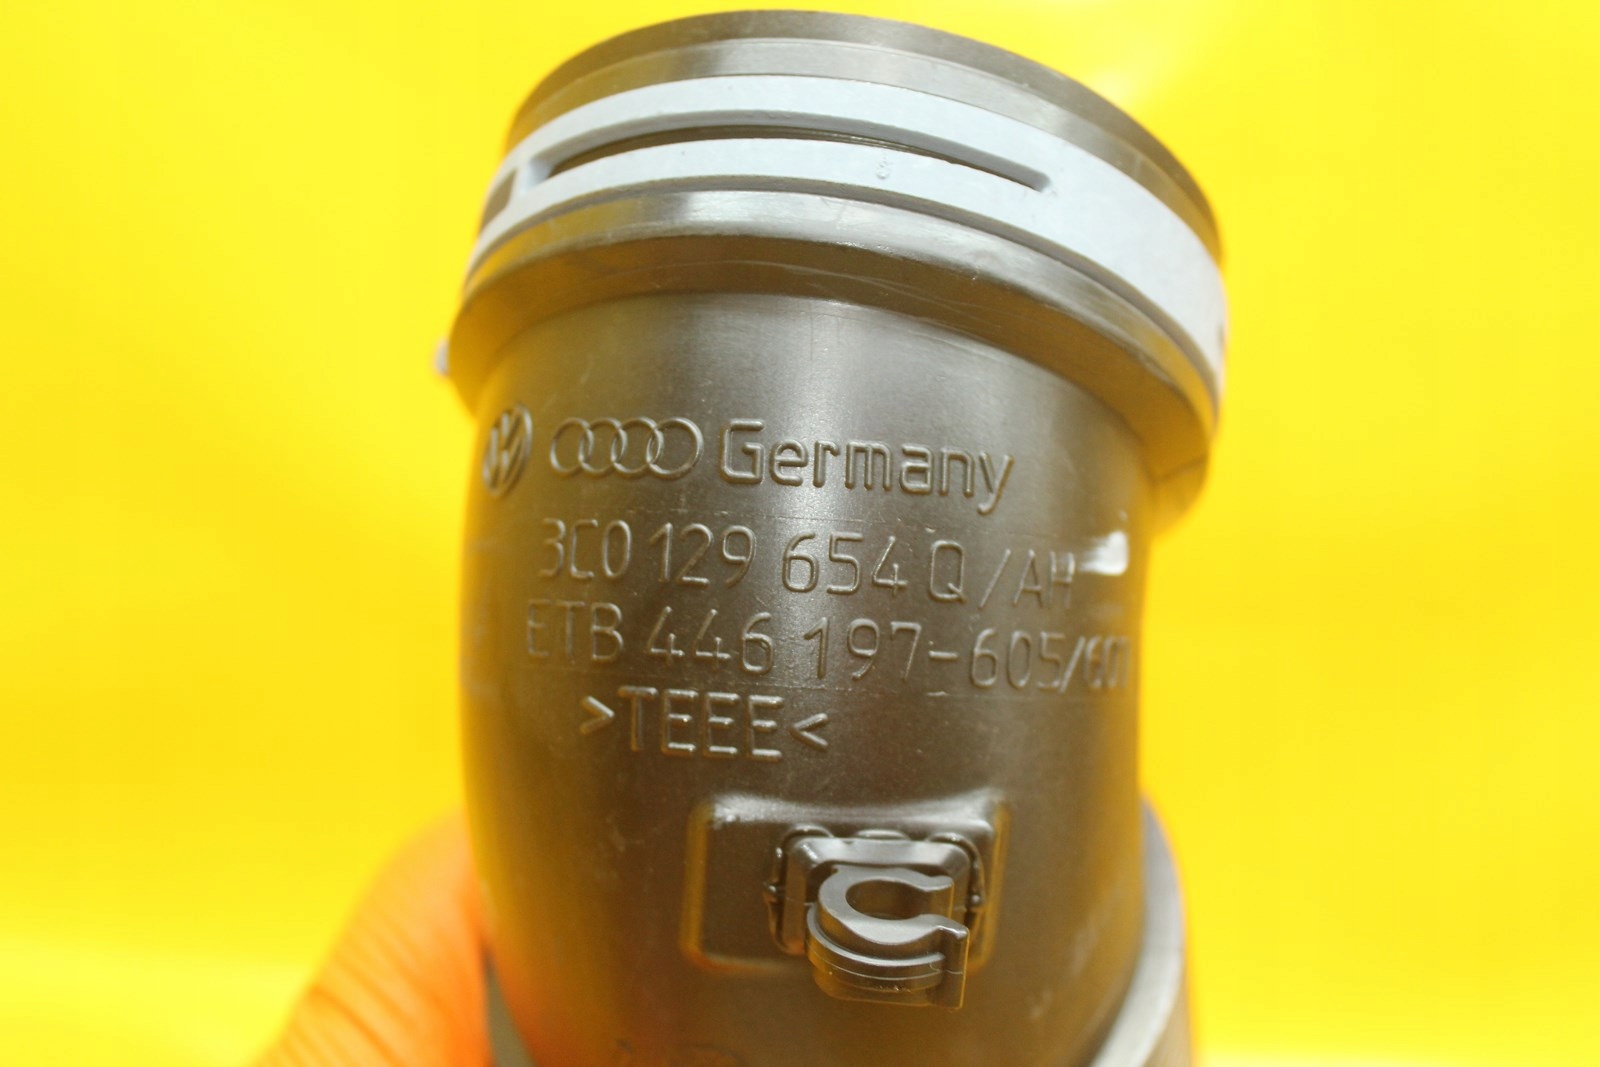 Germany
3C0 129 654 Q/AH
ETB 446 197-605/607
>TEEE<